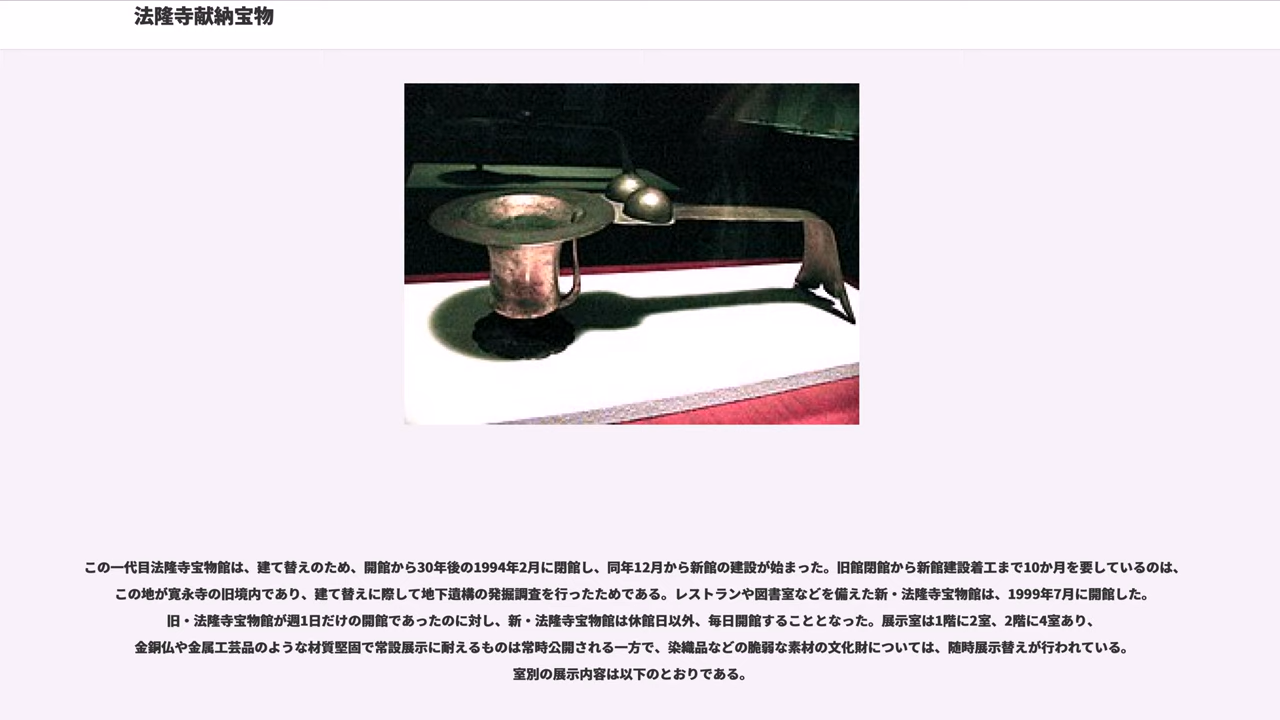 法隆寺献納宝物
この一代目法隆寺宝物館は、建て替えのため、開館から30年後の1994年2月に閉館し、同年12月から新館の建設が始まった。旧館閉館から新館建設着工まで10か月を要しているのは、
この地が寛永寺の旧境内であり、建て替えに際して地下遺構の発掘調査を行ったためである。レストランや図書室などを備えた新・法隆寺宝物館は、1999年7月に開館した。
旧・法隆寺宝物館が週1日だけの開館であったのに対し、新・法隆寺宝物館は休館日以外、毎日開館することとなった。展示室は1階に2室、2階に4室あり、
金銅仏や金属工芸品のような材質堅固で常設展示に耐えるものは常時公開される一方で、染織品などの脆弱な素材の文化財については、随時展示替えが行われている。
室別の展示内容は以下のとおりである。